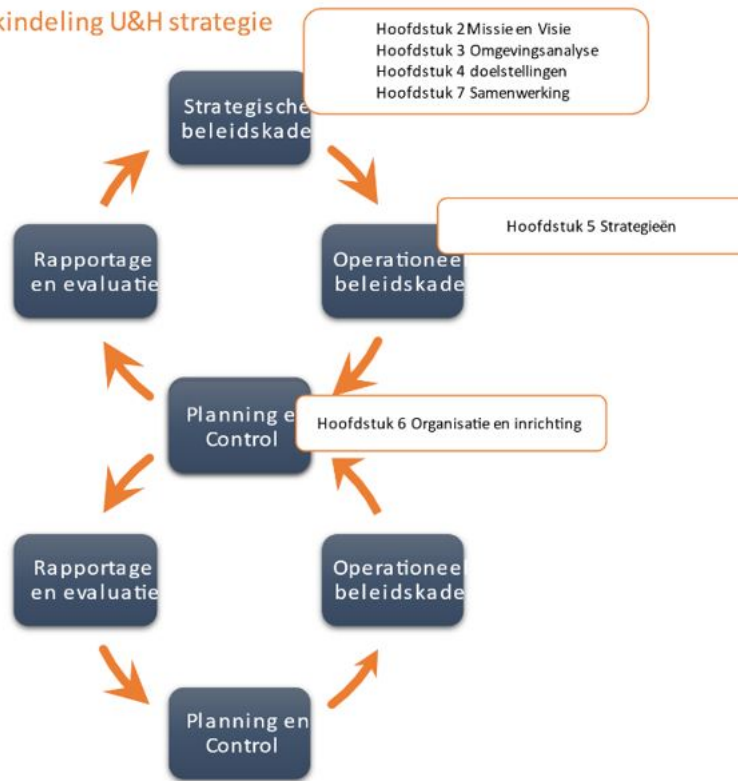 kindeling U&H strategie
Hoofdstuk 2 Missie en Visie
Hoofdstuk 3 Omgevingsanalyse
Hoofdstuk 4 doelstellingen
Hoofdstuk 7 Samenwerking
Strategische
beleidskade
Hoofdstuk 5 Strategieën
Rapportage
en evaluatie
Operationeel
beleidskade
Planning e
Control
Hoofdstuk 6 Organisatie en inrichting
Rapportage
en evaluatie
Operationeel
beleidskade
Planning en
Control